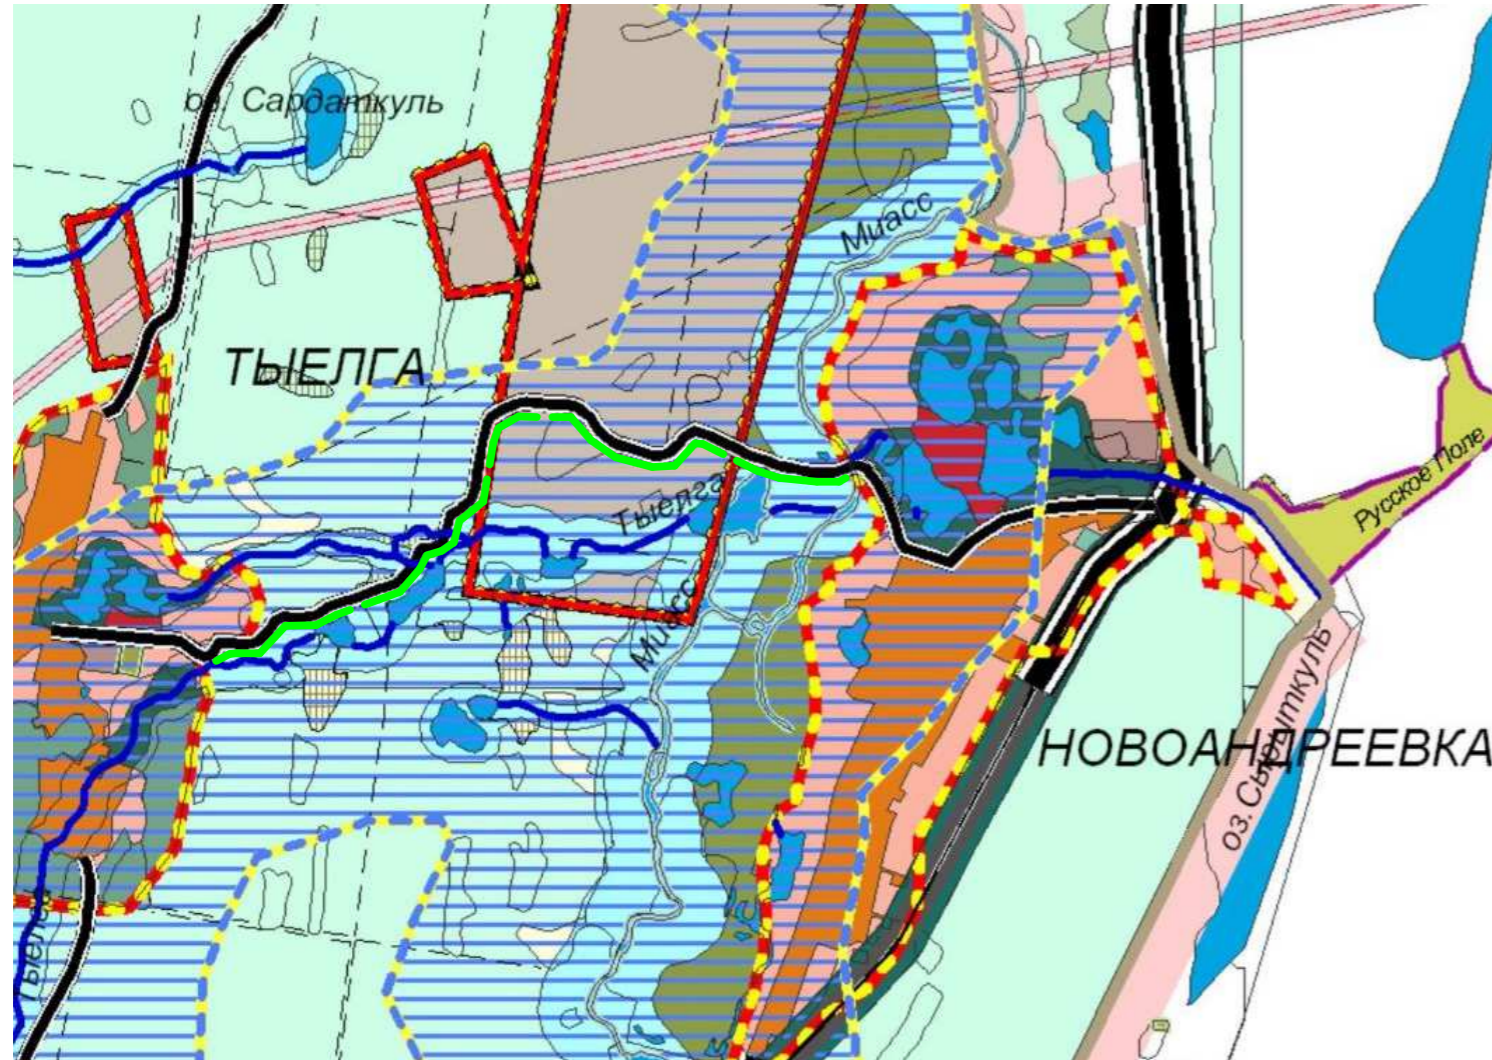 оз. Сардаткуль
Миасс
ТЫЕЛГА
Русское Поле
Тыелга
Миасс
оз. Сырыткуль
НОВОАНДРЕЕВКА
Тыелга